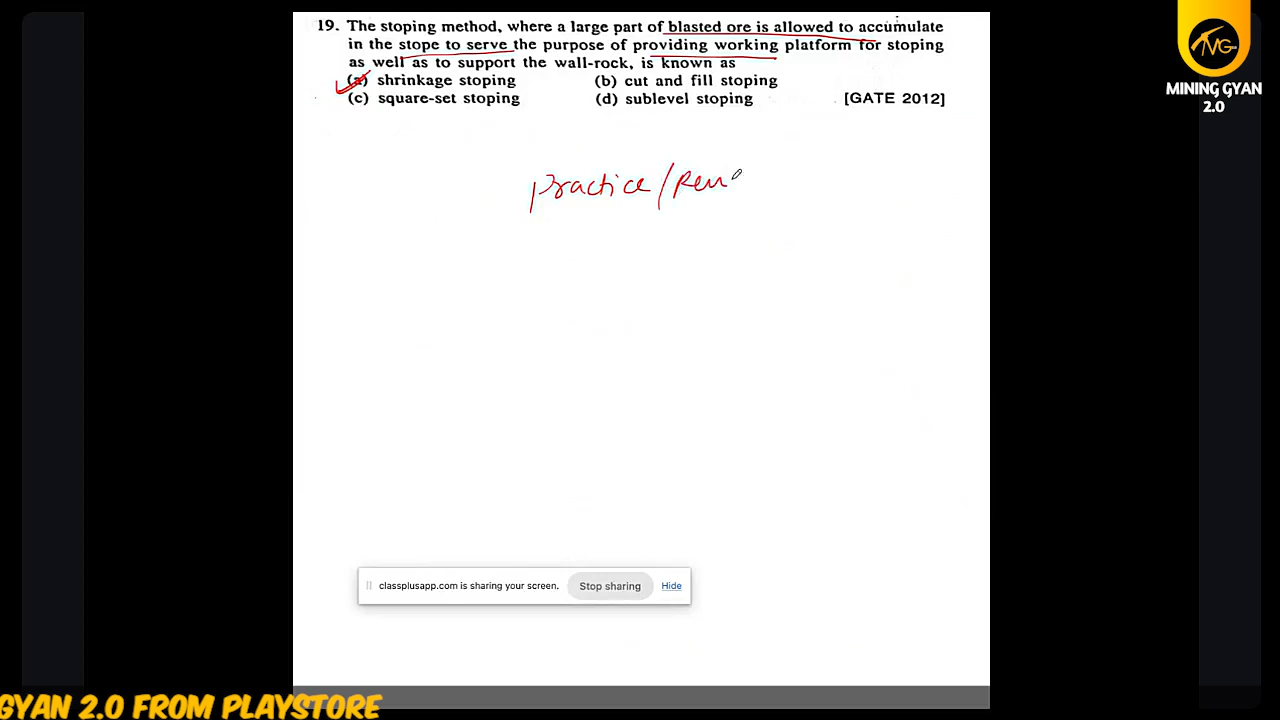 19. The stoping method, where a large part of blasted ore is allowed to accumulate
in the stope to serve the purpose of providing working platform for stoping
as well as to support the wall-rock, is known as
(a) shrinkage stoping (b) cut and fill stoping
(c) square-set stoping (d) sublevel stoping [GATE 2012]
TMG
MINING GYAN
2.0
practice/Ren
classplusapp.com is sharing your screen. Stop sharing Hide
GYAN 2.0 FROM PLAYSTORE